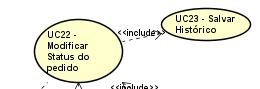 UC22 -
Modificar
Status do
pedido
<<include>>
UC23 - Salvar
Histórico
<<include>>